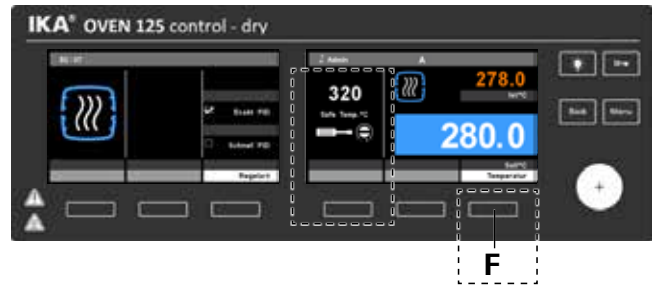 IKA® OVEN 125 control - dry
Admin
A
320
Safe Temp.°C
278.0
Ist°C
280.0
Soll°C
Temperatur
Exakt PID
Schnell PID
Regelart
Back
Menu
F